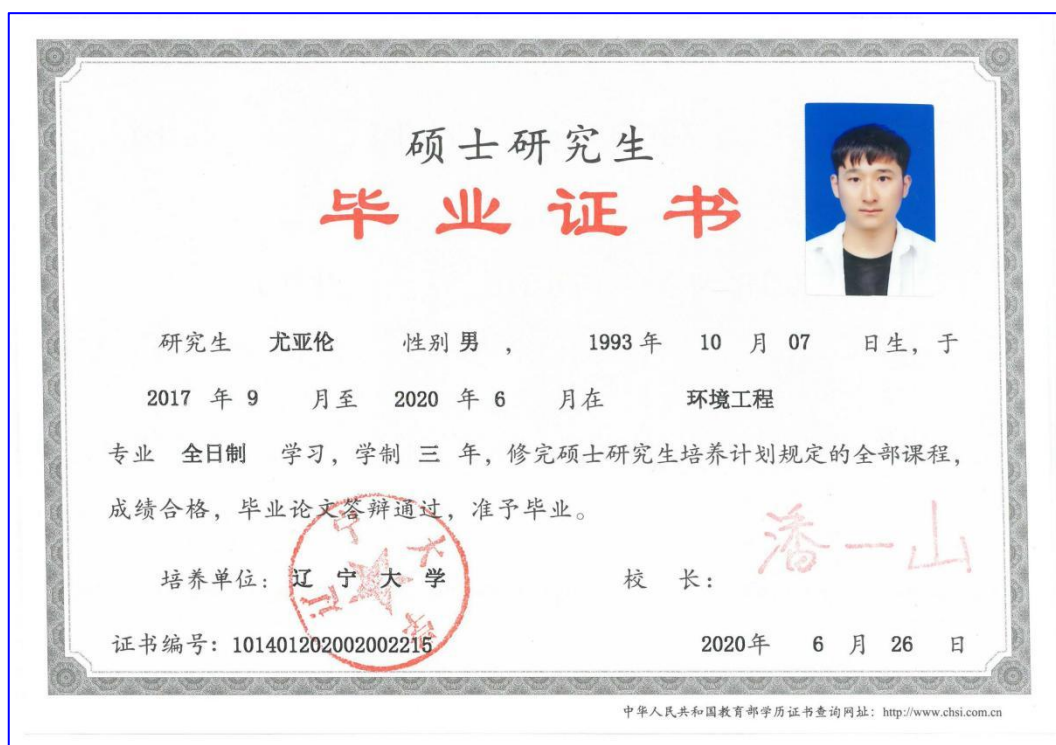 硕士研究生
毕业证书
研究生 尤亚伦 性别 男 , 1993 年 10 月 07 日生, 于
2017 年 9 月至 2020 年 6 月在 环境工程
专业 全日制 学习, 学制 三 年, 修完硕士研究生培养计划规定的全部课程,
成绩合格, 毕业论文答辩通过, 准予毕业。
培养单位: 辽宁大学 校 长: 潘一山
辽宁大学
证书编号: 101401202002002215 2020年 6 月 26 日
中华人民共和国教育部学历证书查询网址: http://www.chsi.com.cn